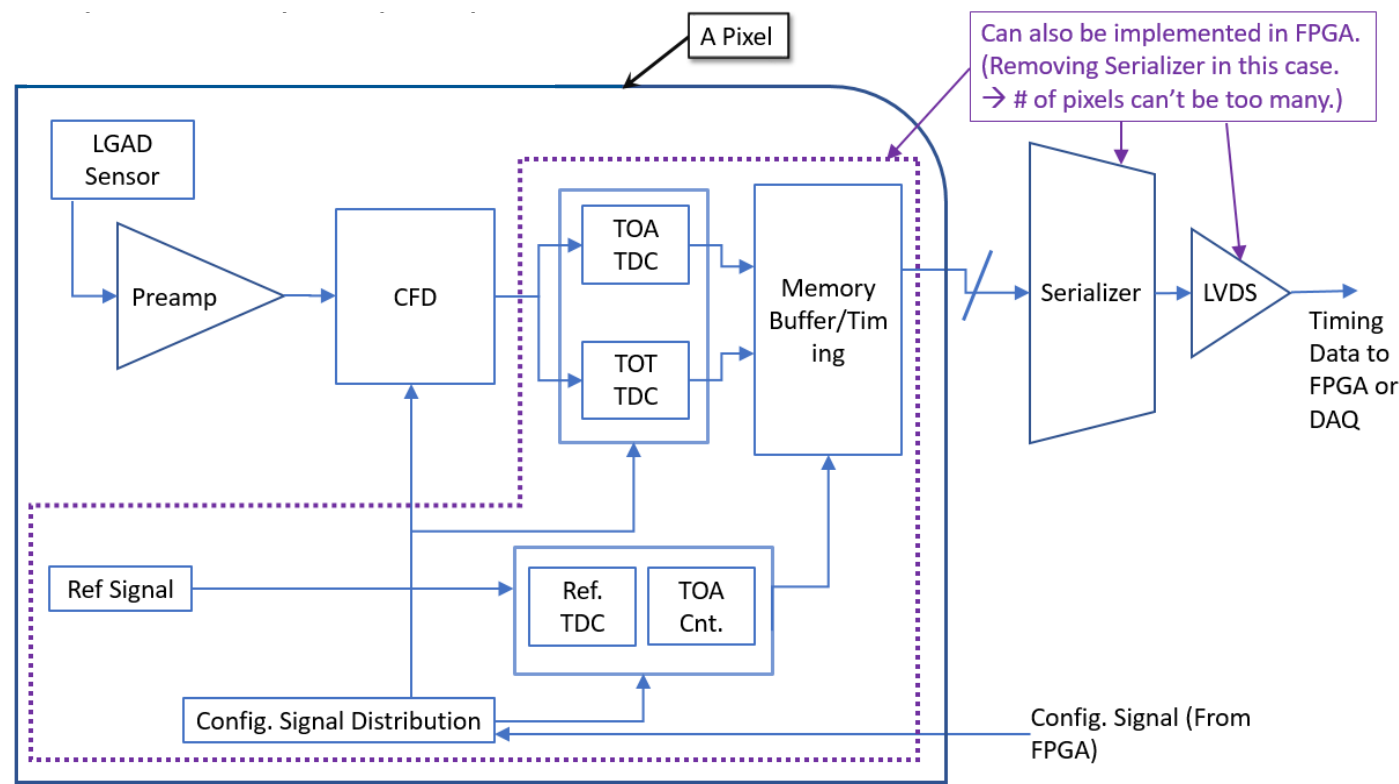 A Pixel
Can also be implemented in FPGA.
(Removing Serializer in this case.
→ # of pixels can't be too many.)
LGAD
Sensor
Preamp
CFD
TOA
TDC
TOT
TDC
Memory
Buffer/Tim
ing
Serializer
LVDS
Timing
Data to
FPGA or
DAQ
Ref Signal
Ref.
TDC
TOA
Cnt.
Config. Signal Distribution
Config. Signal (From
FPGA)